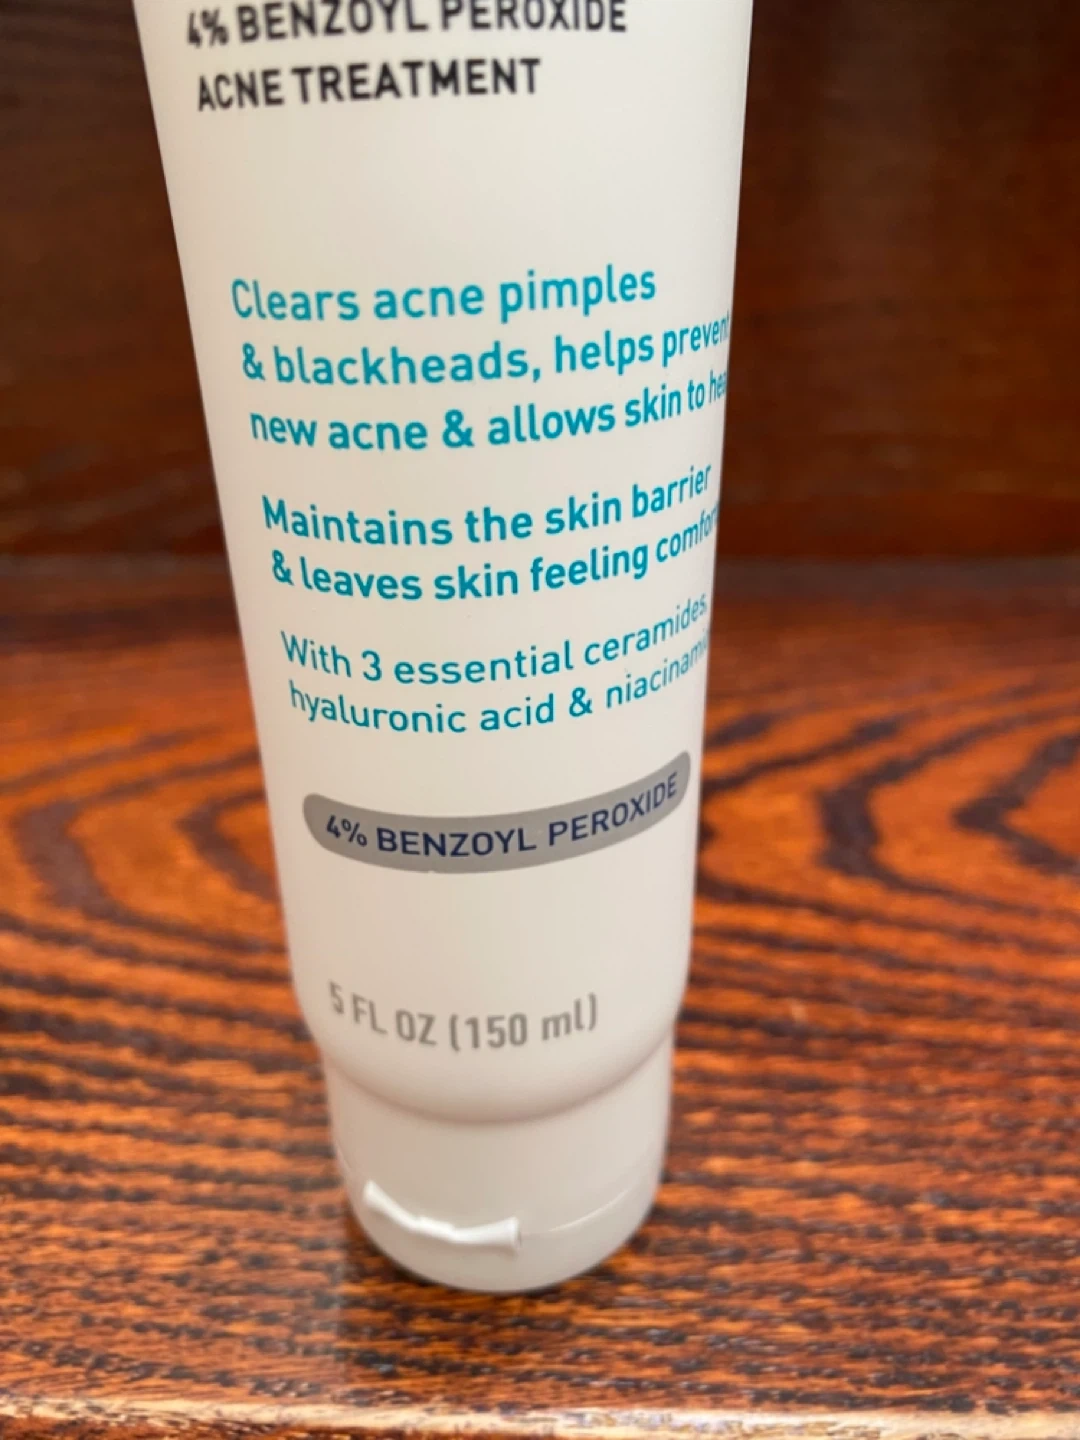 4% BENZOYL PEROXIDE
ACNE TREATMENT
Clears acne pimples
& blackheads, helps prevent
new acne & allows skin to
Maintains the skin barrier
& leaves skin feeling
With 3 essential ceramides,
hyaluronic acid &
4% BENZOYL PEROXIDE
5 FL OZ (150 ml)